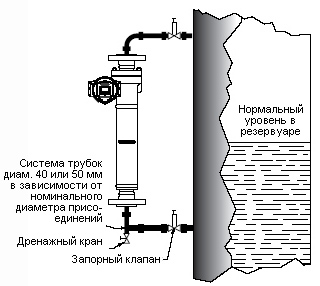 Нормальный
уровень в
резервуаре
Система трубок
диам. 40 или 50 мм
в зависимости от
номинального
диаметра присо-
единений
Дренажный кран
Запорный клапан